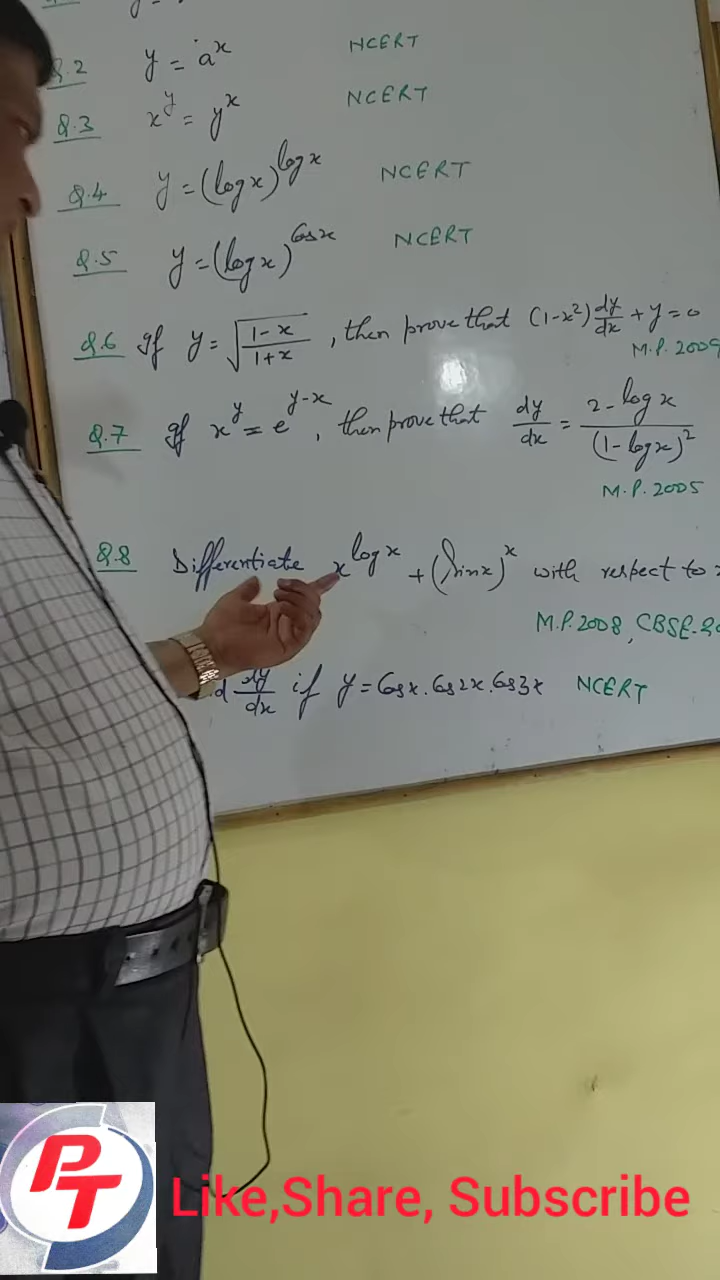 Q.2 y = a^x NCERT
Q.3 x^y = y^x NCERT
Q.4 y = (log x)^log x NCERT
Q.5 y = (log x)^Cos x NCERT
Q.6 If y = √((1-x)/(1+x)), then prove that (1-x²) dy/dx + y = 0
M.P. 2009
Q.7 If x^y = e^(y-x), then prove that dy/dx = (2-log x)/(1-log x)²
M.P. 2005
Q.8 Differentiate x^log x + (Sin x)^x with respect to
M.P. 2008, CBSE-
dy/dx if y = Cos x . Cos 2x . Cos 3x NCERT
PT
Like,Share, Subscribe